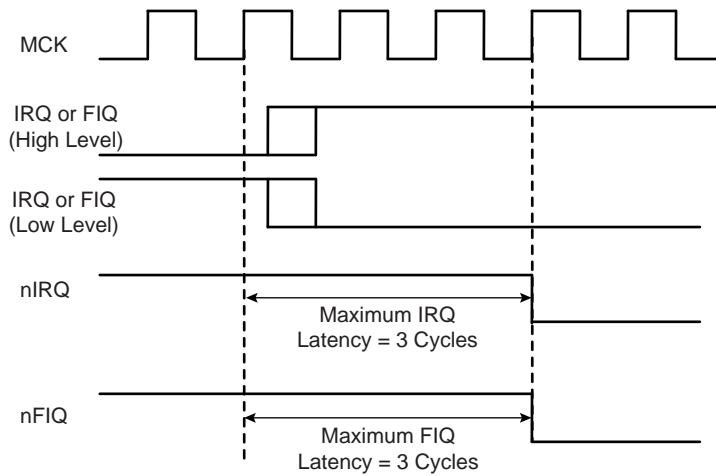 MCK
IRQ or FIQ
(High Level)
IRQ or FIQ
(Low Level)
nIRQ
Maximum IRQ
Latency = 3 Cycles
nFIQ
Maximum FIQ
Latency = 3 Cycles